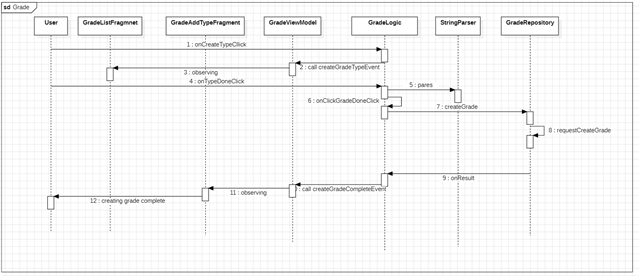 sd Grade
User
GradeListFragmnet
GradeAddTypeFragment
GradeViewModel
GradeLogic
StringParser
GradeRepository
1 : onCreateTypeClick
2 : call createGradeTypeEvent
3 : observing
4 : onTypeDoneClick
5 : pares
6 : onClickGradeDoneClick
7 : createGrade
8 : requestCreateGrade
9 : onResult
: call createGradeCompleteEvent
11 : observing
12 : creating grade complete